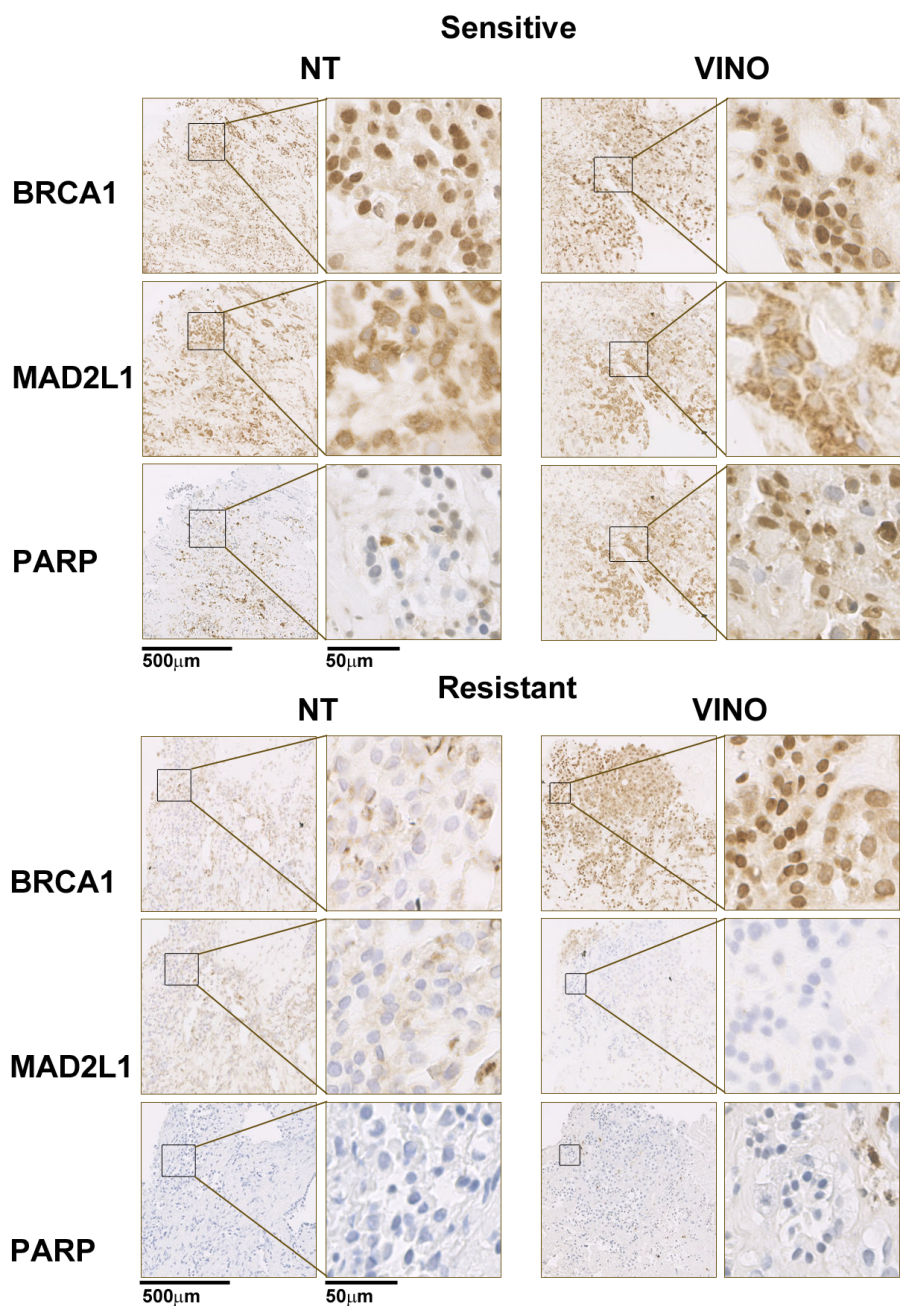 Sensitive
NT VINO
BRCA1
MAD2L1
PARP
500μm 50μm
Resistant
NT VINO
BRCA1
MAD2L1
PARP
500μm 50μm